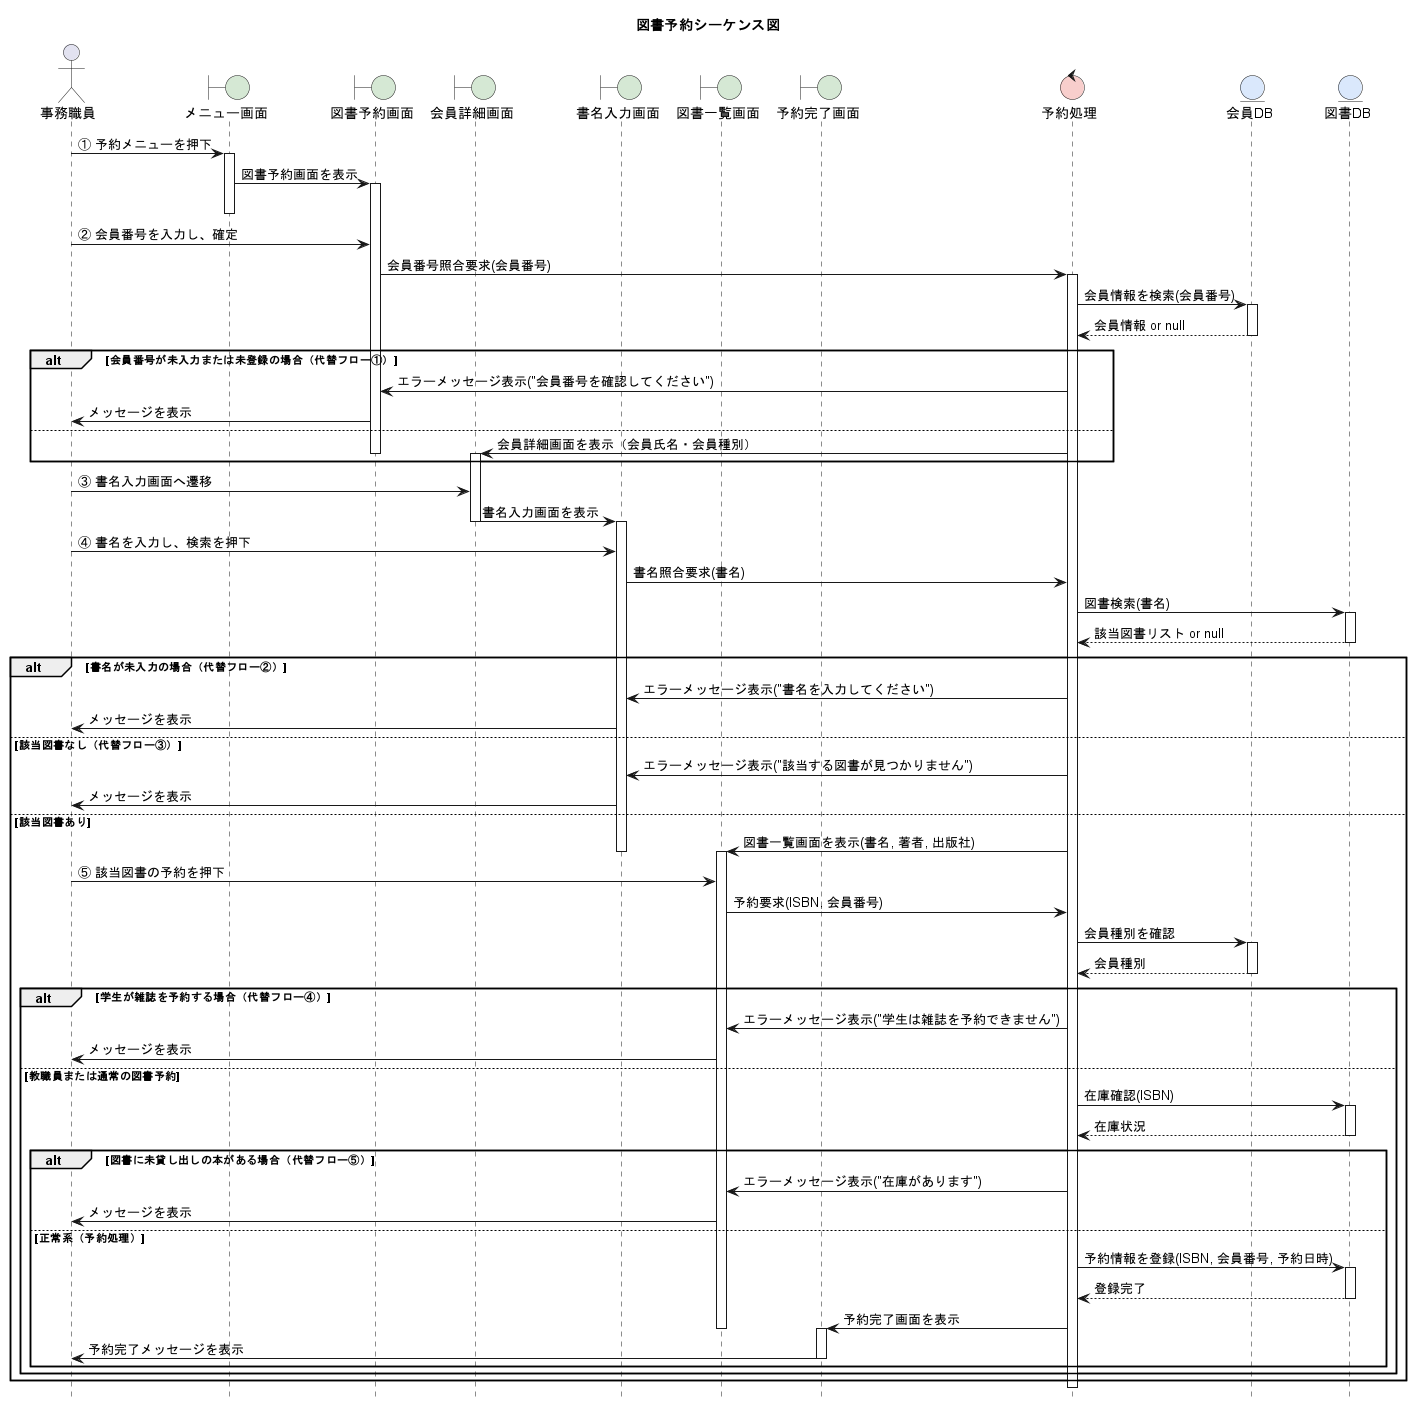 図書予約シーケンス図
事務職員
メニュー画面
図書予約画面
会員詳細画面
書名入力画面
図書一覧画面
予約完了画面
予約処理
会員DB
図書DB
① 予約メニューを押下
図書予約画面を表示
② 会員番号を入力し、確定
会員番号照合要求(会員番号)
会員情報を検索(会員番号)
会員情報 or null
alt [会員番号が未入力または未登録の場合（代替フロー①）]
エラーメッセージ表示("会員番号を確認してください")
メッセージを表示
会員詳細画面を表示（会員氏名・会員種別）
③ 書名入力画面へ遷移
書名入力画面を表示
④ 書名を入力し、検索を押下
書名照合要求(書名)
図書検索(書名)
該当図書リスト or null
alt [書名が未入力の場合（代替フロー②）]
エラーメッセージ表示("書名を入力してください")
メッセージを表示
[該当図書なし（代替フロー③）]
エラーメッセージ表示("該当する図書が見つかりません")
メッセージを表示
[該当図書あり]
図書一覧画面を表示(書名, 著者, 出版社)
⑤ 該当図書の予約を押下
予約要求(ISBN, 会員番号)
会員種別を確認
会員種別
alt [学生が雑誌を予約する場合（代替フロー④）]
エラーメッセージ表示("学生は雑誌を予約できません")
メッセージを表示
[教職員または通常の図書予約]
在庫確認(ISBN)
在庫状況
alt [図書に未貸し出しの本がある場合（代替フロー⑤）]
エラーメッセージ表示("在庫があります")
メッセージを表示
[正常系（予約処理）]
予約情報を登録(ISBN, 会員番号, 予約日時)
登録完了
予約完了画面を表示
予約完了メッセージを表示